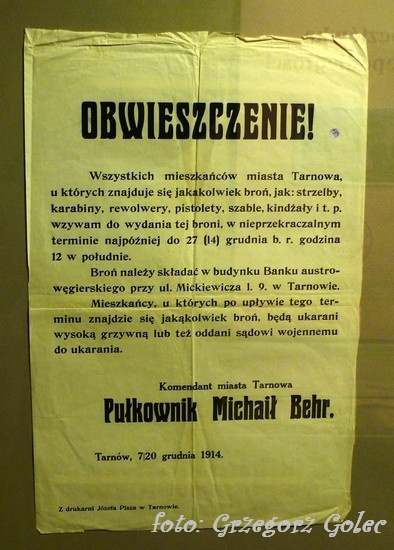 OBWIESZCZENIE!
Wszystkich mieszkańców miasta Tarnowa,
u których znajduje się jakakolwiek broń, jak: strzelby,
karabiny, rewolwery, pistolety, szable, kindżały i t. p.
wzywam do wydania tej broni, w nieprzekraczalnym
terminie najpóźniej do 27 (14) grudnia b. r. godzina
12 w południe.
Broń należy składać w budynku Banku austro-
węgierskiego przy ul. Mickiewicza l. 9. w Tarnowie.
Mieszkańcy, u których po upływie tego ter-
minu znajdzie się jakąkolwiek broń, będą ukarani
wysoką grzywną lub też oddani sądowi wojennemu
do ukarania.
Komendant miasta Tarnowa
Pułkownik Michaił Behr.
Tarnów, 7/20 grudnia 1914.
Z drukarni Józefa Pisza w Tarnowie.
foto: Grzegorz Golec